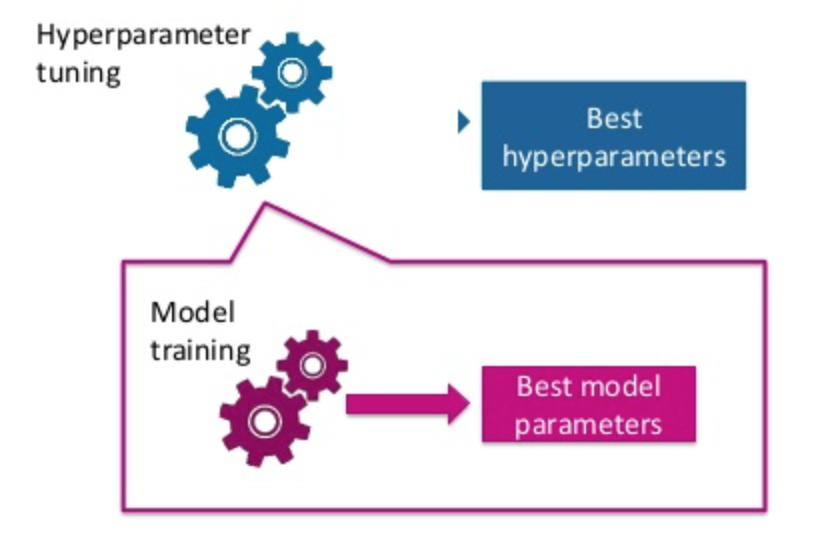 Hyperparameter
tuning
Best
hyperparameters
Model
training
Best model
parameters